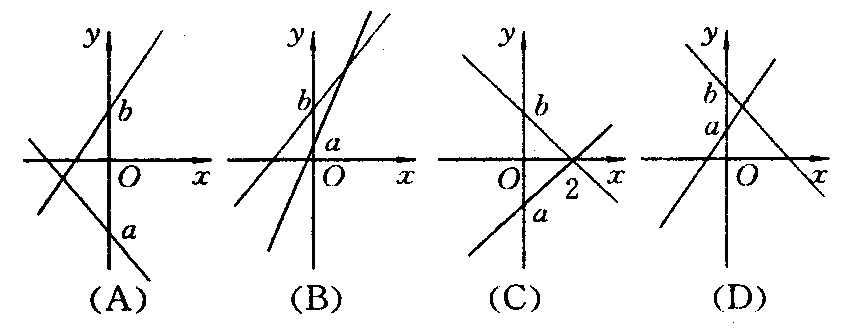 y y y y
b b b b
a a
O x O x O 2 x O x
a a
(A) (B) (C) (D)